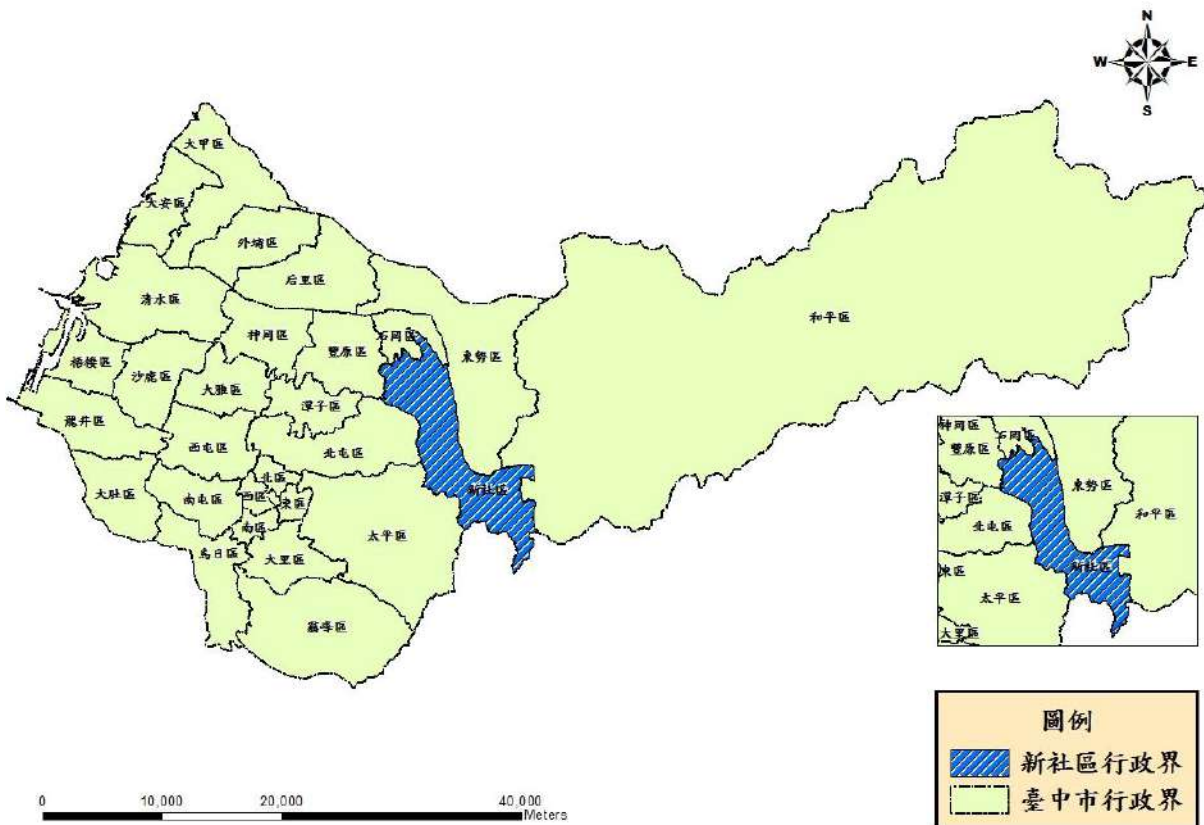 N
W E
S
大甲區
大安區
外埔區
后里區
清水區
和平區
神岡區
豐原區
石岡區
東勢區
梧棲區
沙鹿區
大雅區
潭子區
龍井區
西屯區
北屯區
北區
新社區
大肚區
南屯區
西區
東區
南區
太平區
烏日區
大里區
霧峰區
神岡區
石岡區
豐原區
東勢區
潭子區
和平區
北屯區
新社區
東區
太平區
大里區
圖例
新社區行政界
臺中市行政界
0 10,000 20,000 40,000
Meters